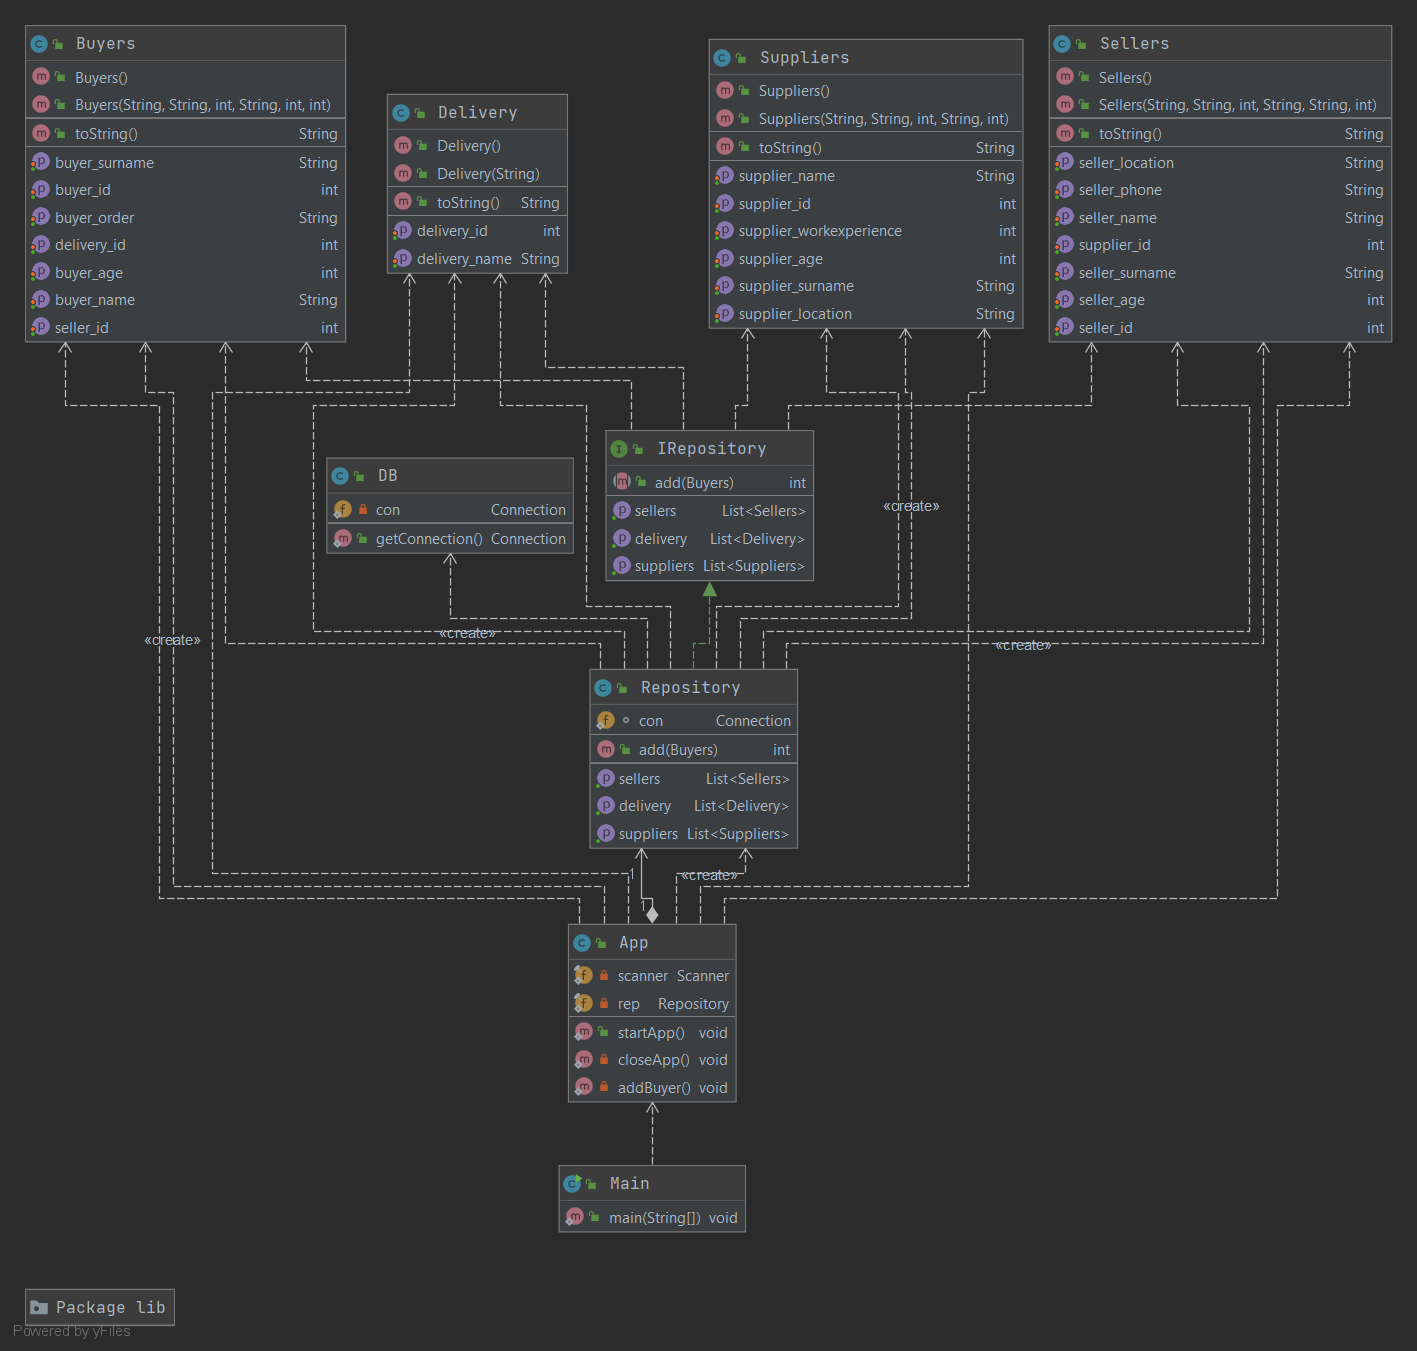 Buyers
Buyers()
Buyers(String, String, int, String, int, int)
toString() String
buyer_surname String
buyer_id int
buyer_order String
delivery_id int
buyer_age int
buyer_name String
seller_id int
Delivery
Delivery()
Delivery(String)
toString() String
delivery_id int
delivery_name String
Suppliers
Suppliers()
Suppliers(String, String, int, String, int)
toString() String
supplier_name String
supplier_id int
supplier_workexperience int
supplier_age int
supplier_surname String
supplier_location String
Sellers
Sellers()
Sellers(String, String, int, String, String, int)
toString() String
seller_location String
seller_phone String
seller_name String
supplier_id int
seller_surname String
seller_age int
seller_id int
DB
con Connection
getConnection() Connection
IRepository
add(Buyers) int
sellers List<Sellers>
delivery List<Delivery>
suppliers List<Suppliers>
«create»
«create»
«create»
«create»
Repository
con Connection
add(Buyers) int
sellers List<Sellers>
delivery List<Delivery>
suppliers List<Suppliers>
1
«create»
1
App
scanner Scanner
rep Repository
startApp() void
closeApp() void
addBuyer() void
Main
main(String[]) void
Package lib
Powered by yFiles